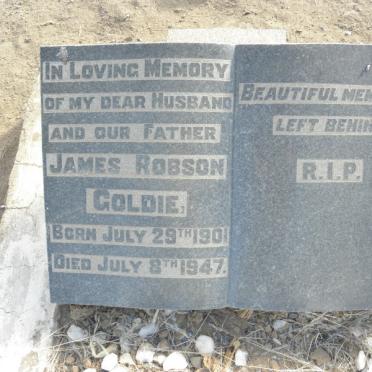 IN LOVING MEMORY
OF MY DEAR HUSBAND
AND OUR FATHER
JAMES ROBSON
GOLDIE,
BORN JULY 29TH 1901
DIED JULY 8TH 1947.
BEAUTIFUL
LEFT
R.I.P.